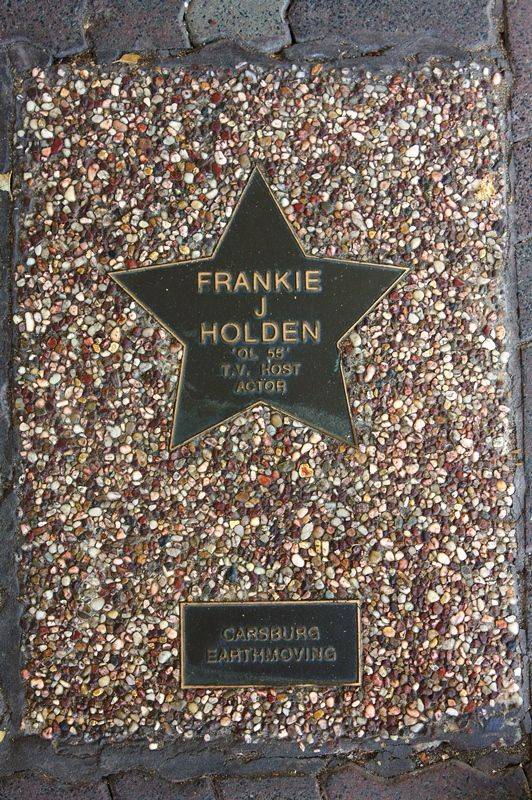 FRANKIE
J
HOLDEN
'OL 55'
T.V. HOST
ACTOR
CARSBURG
EARTHMOVING